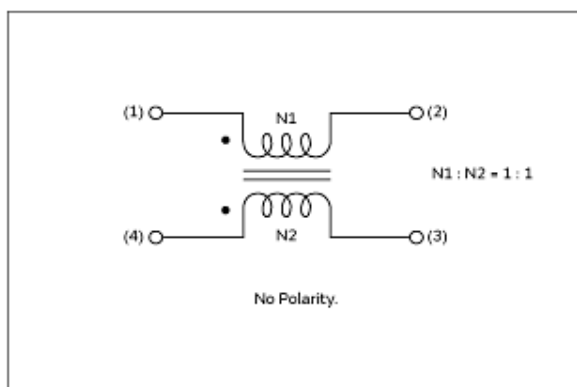 (1)
N1
(2)
N1 : N2 = 1 : 1
(4)
N2
(3)
No Polarity.